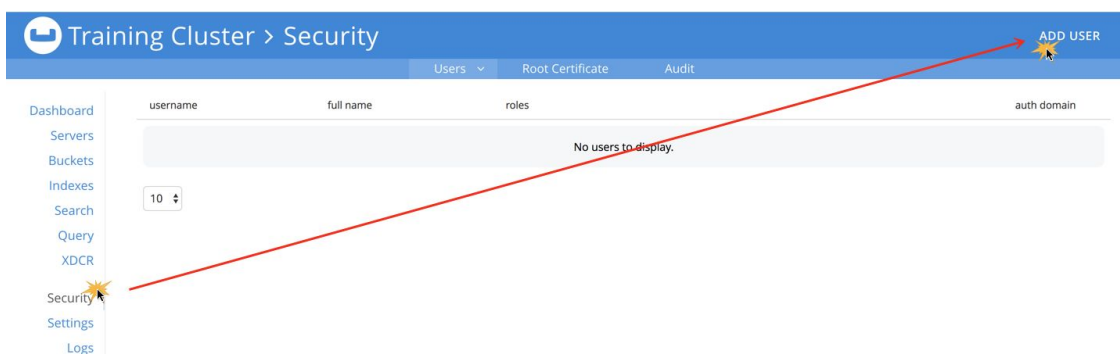 Training Cluster > Security
ADD USER
Users
Root Certificate
Audit
Dashboard
Servers
Buckets
Indexes
Search
Query
XDCR
Security
Settings
Logs
username full name roles auth domain
No users to display.
10